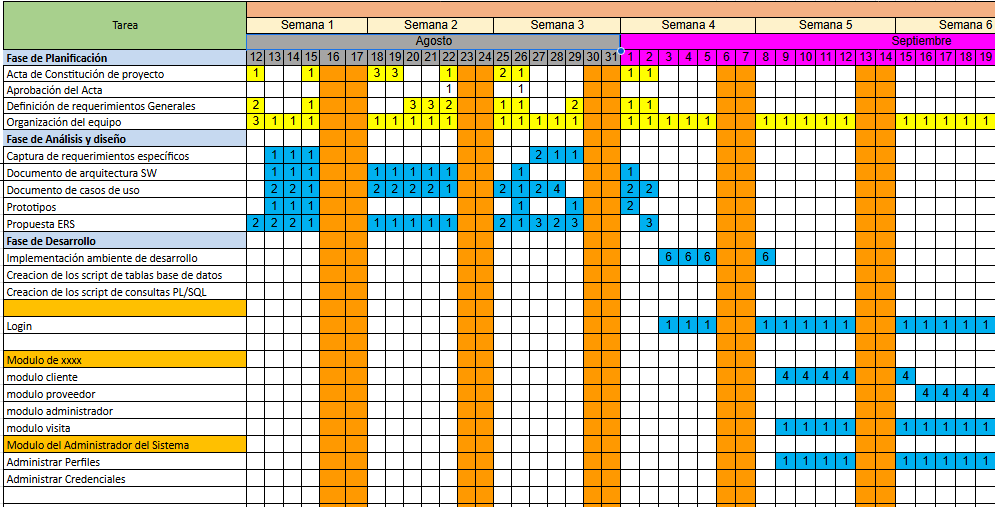 Tarea
Semana 1 Semana 2 Semana 3 Semana 4 Semana 5 Semana 6
Agosto Septiembre
Fase de Planificación 12 13 14 15 16 17 18 19 20 21 22 23 24 25 26 27 28 29 30 31 1 2 3 4 5 6 7 8 9 10 11 12 13 14 15 16 17 18 19
Acta de Constitución de proyecto 1 1 3 3 1 2 1 1 1
Aprobación del Acta 1 1
Definición de requerimientos Generales 2 1 2 3 3 2 1 1 2 1 1
Organización del equipo 3 1 1 1 1 1 1 1 1 1 1 1 1 1 1 1 1 1 1 1 1 1 1 1 1 1 1 1 1
Fase de Análisis y diseño
Captura de requerimientos específicos 1 1 1 2 1 1
Documento de arquitectura SW 1 1 1 1 1 1 1 1 1 1
Documento de casos de uso 2 2 1 2 2 2 2 1 2 1 2 4 2 2
Prototipos 1 1 1 1 1 2
Propuesta ERS 2 2 2 1 1 1 1 1 1 2 1 3 2 3 3
Fase de Desarrollo
Implementación ambiente de desarrollo 6 6 6 6
Creacion de los script de tablas base de datos
Creacion de los script de consultas PL/SQL
Login 1 1 1 1 1 1 1 1 1 1 1 1 1
Modulo de xxxx
modulo cliente 4 4 4 4 4
modulo proveedor 4 4 4 4
modulo administrador
modulo visita 1 1 1 1 1 1 1 1 1
Modulo del Administrador del Sistema
Administrar Perfiles 1 1 1 1 1 1 1 1 1
Administrar Credenciales